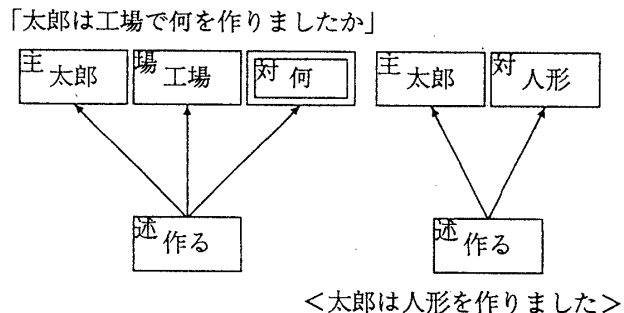 「太郎は工場で何を作りましたか」
主 太郎 場 工場 対 何 主 太郎 対 人形
述 作る 述 作る
＜太郎は人形を作りました＞